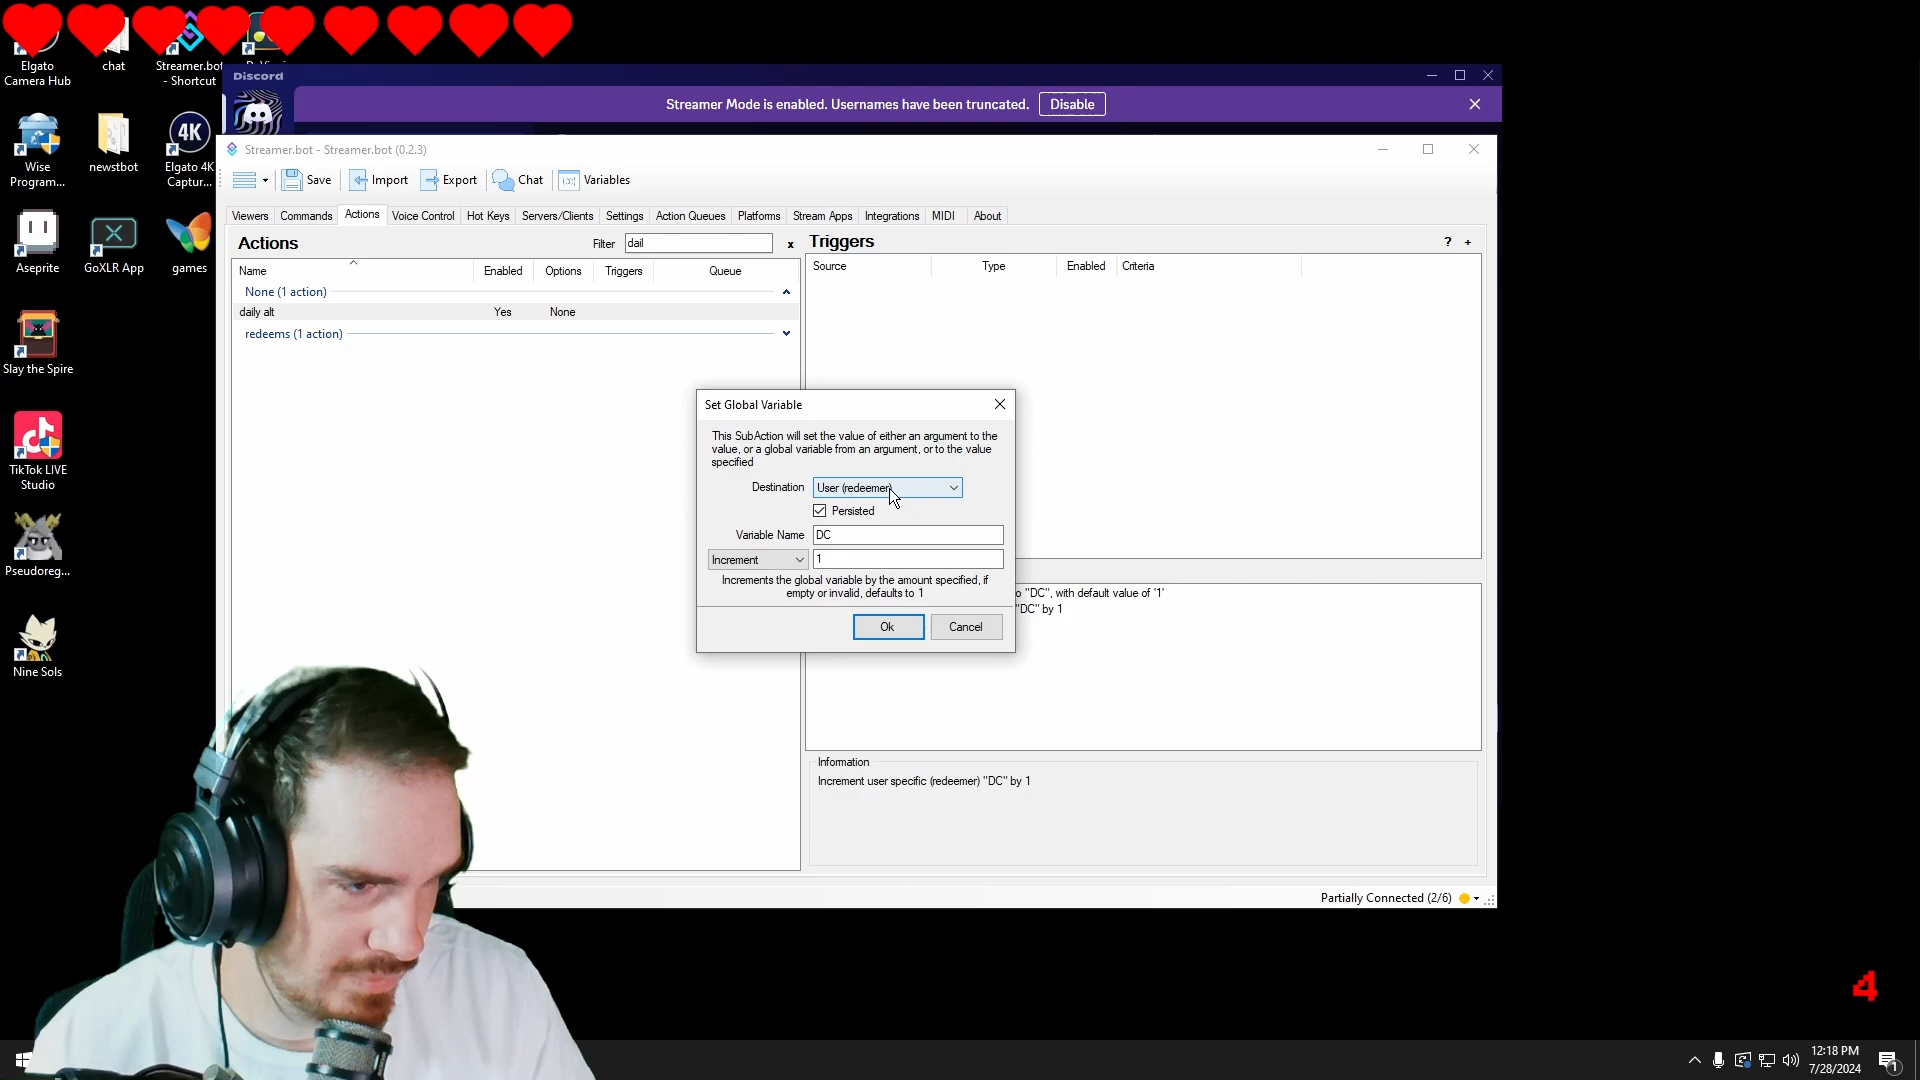 Elgato
Camera Hub
chat
Streamer.bot
- Shortcut
Wise
Program...
newstbot
4K
Elgato 4K
Captur...
Aseprite
GoXLR App
games
Slay the Spire
TikTok LIVE
Studio
Pseudoreg...
Nine Sols
Discord
Streamer Mode is enabled. Usernames have been truncated.
Disable
Streamer.bot - Streamer.bot (0.2.3)
Save
Import
Export
Chat
Variables
Viewers
Commands
Actions
Voice Control
Hot Keys
Servers/Clients
Settings
Action Queues
Platforms
Stream Apps
Integrations
MIDI
About
Actions
Filter
dail
x
Name
Enabled
Options
Triggers
Queue
None (1 action)
daily alt
Yes
None
redeems (1 action)
Triggers
? +
Source
Type
Enabled
Criteria
Set Global Variable
This SubAction will set the value of either an argument to the
value, or a global variable from an argument, or to the value
specified
Destination
User (redeemer)
Persisted
Variable Name
DC
Increment
1
Increments the global variable by the amount specified, if
empty or invalid, defaults to 1
Ok
Cancel
o "DC", with default value of '1'
"DC" by 1
Information
Increment user specific (redeemer) "DC" by 1
Partially Connected (2/6)
4
12:18 PM
7/28/2024
1